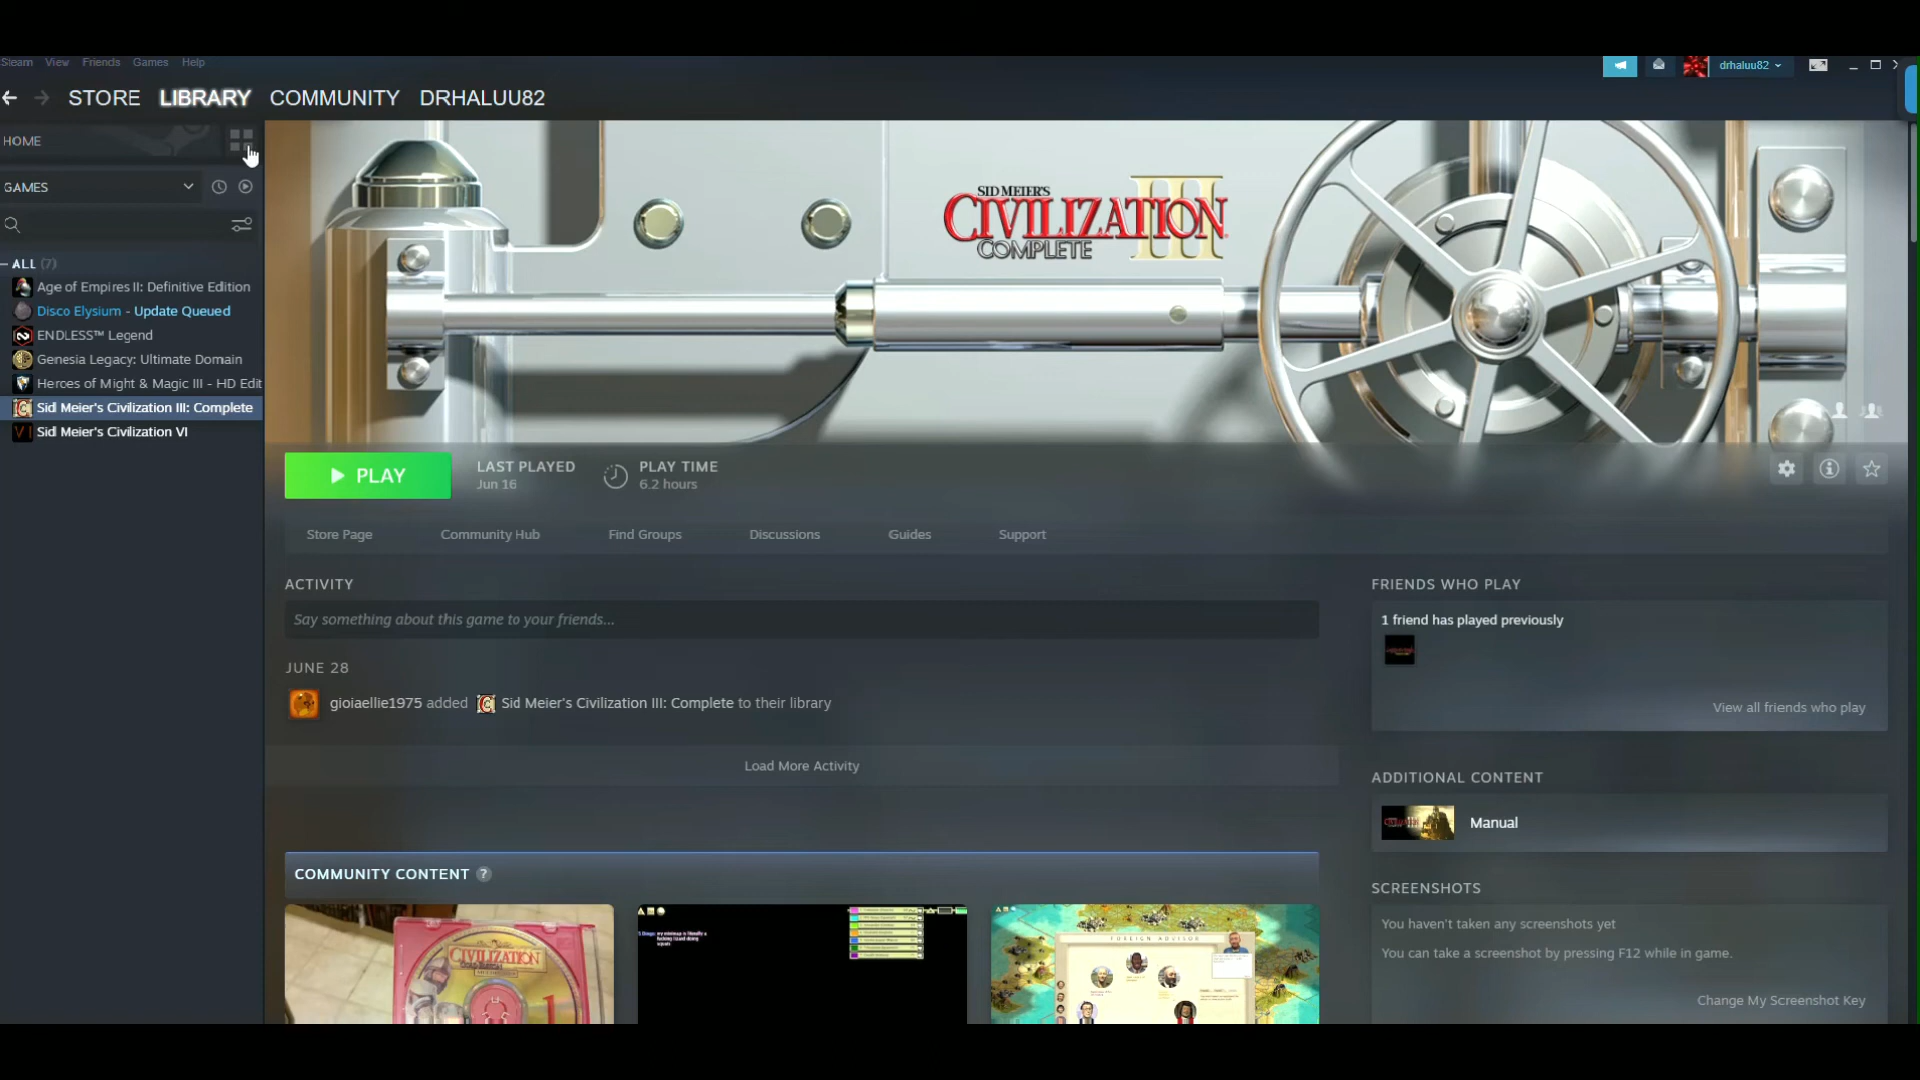 Steam View Friends Games Help
drhaluu82
STORE LIBRARY COMMUNITY DRHALUU82
HOME
GAMES
ALL (7)
Age of Empires II: Definitive Edition
Disco Elysium - Update Queued
ENDLESS™ Legend
Genesia Legacy: Ultimate Domain
Heroes of Might & Magic III - HD Edit
Sid Meier's Civilization III: Complete
Sid Meier's Civilization VI
SID MEIER'S
CIVILIZATION III
COMPLETE
PLAY
LAST PLAYED
Jun 16
PLAY TIME
6.2 hours
Store Page Community Hub Find Groups Discussions Guides Support
ACTIVITY
Say something about this game to your friends...
JUNE 28
gioiaellie1975 added Sid Meier's Civilization III: Complete to their library
Load More Activity
COMMUNITY CONTENT ?
CIVILIZATION
FOREIGN ADVISOR
FRIENDS WHO PLAY
1 friend has played previously
View all friends who play
ADDITIONAL CONTENT
Manual
SCREENSHOTS
You haven't taken any screenshots yet
You can take a screenshot by pressing F12 while in game.
Change My Screenshot Key